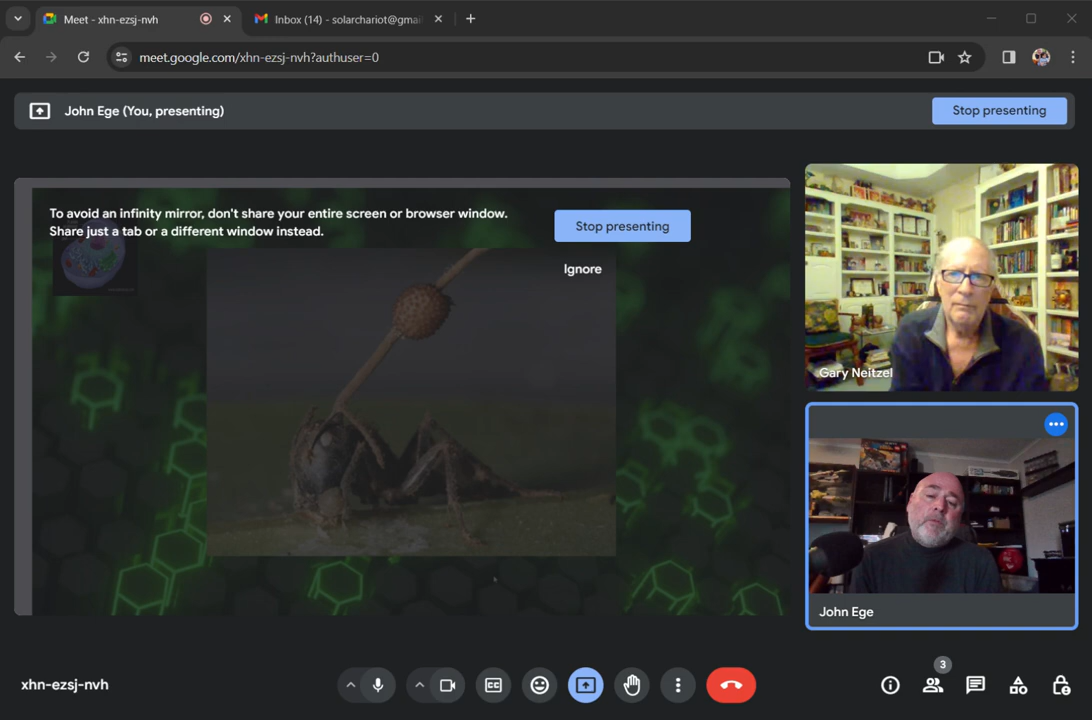 Meet - xhn-ezsj-nvh
Inbox (14) - solarchariot@gmai
meet.google.com/xhn-ezsj-nvh?authuser=0
John Ege (You, presenting)
Stop presenting
To avoid an infinity mirror, don't share your entire screen or browser window.
Share just a tab or a different window instead.
Stop presenting
Ignore
Gary Neitzel
John Ege
3
xhn-ezsj-nvh
CC